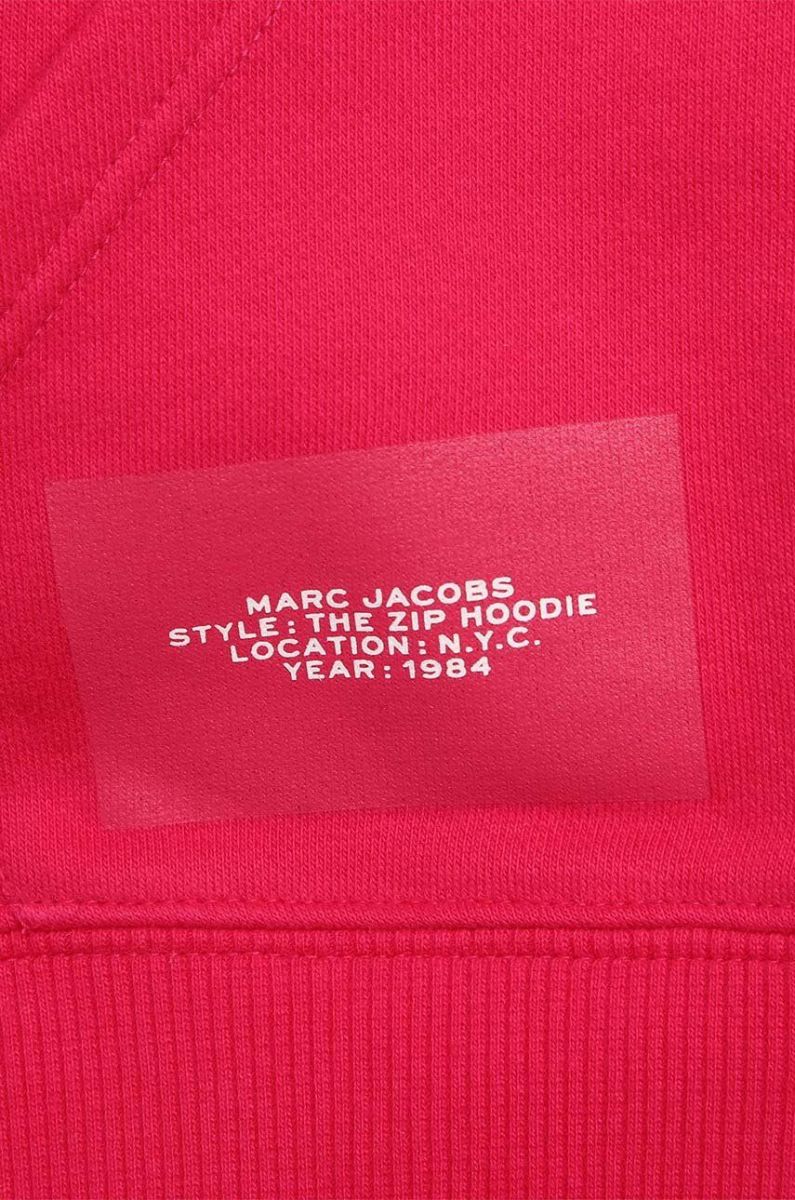 MARC JACOBS
STYLE: THE ZIP HOODIE
LOCATION: N.Y.C.
YEAR: 1984